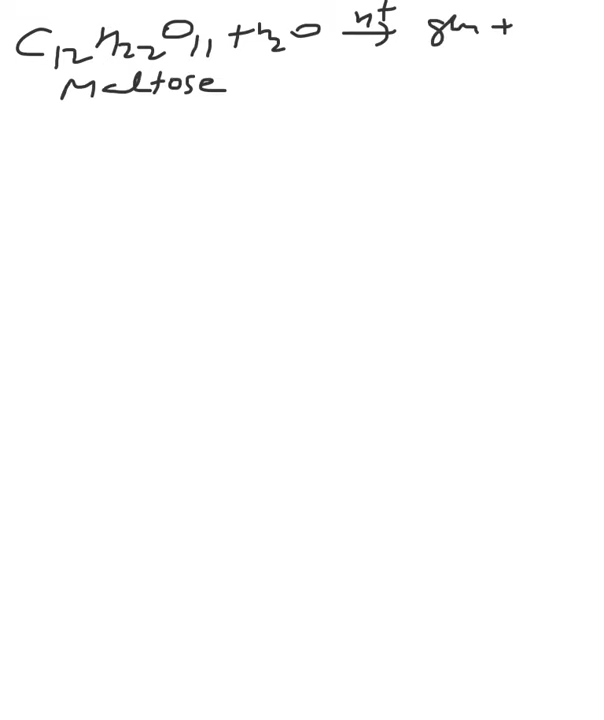 C₁₂H₂₂O₁₁ + H₂O →^(H⁺) glu +
Maltose